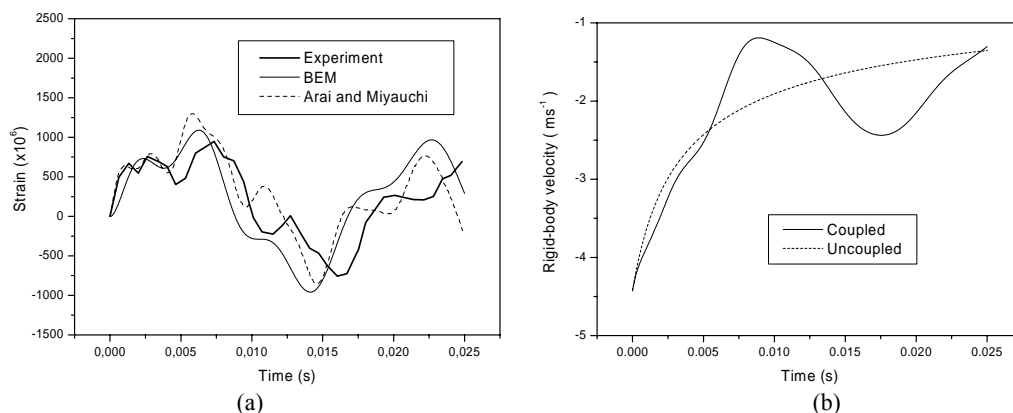 2500
2000
1500
1000
500
0
-500
-1000
-1500
Strain (x10⁶)
Experiment
BEM
Arai and Miyauchi
0,000 0,005 0,010 0,015 0,020 0,025
Time (s)
(a)
-1
-2
-3
-4
-5
Rigid-body velocity ( ms⁻¹)
Coupled
Uncoupled
0.000 0.005 0.010 0.015 0.020 0.025
Time (s)
(b)